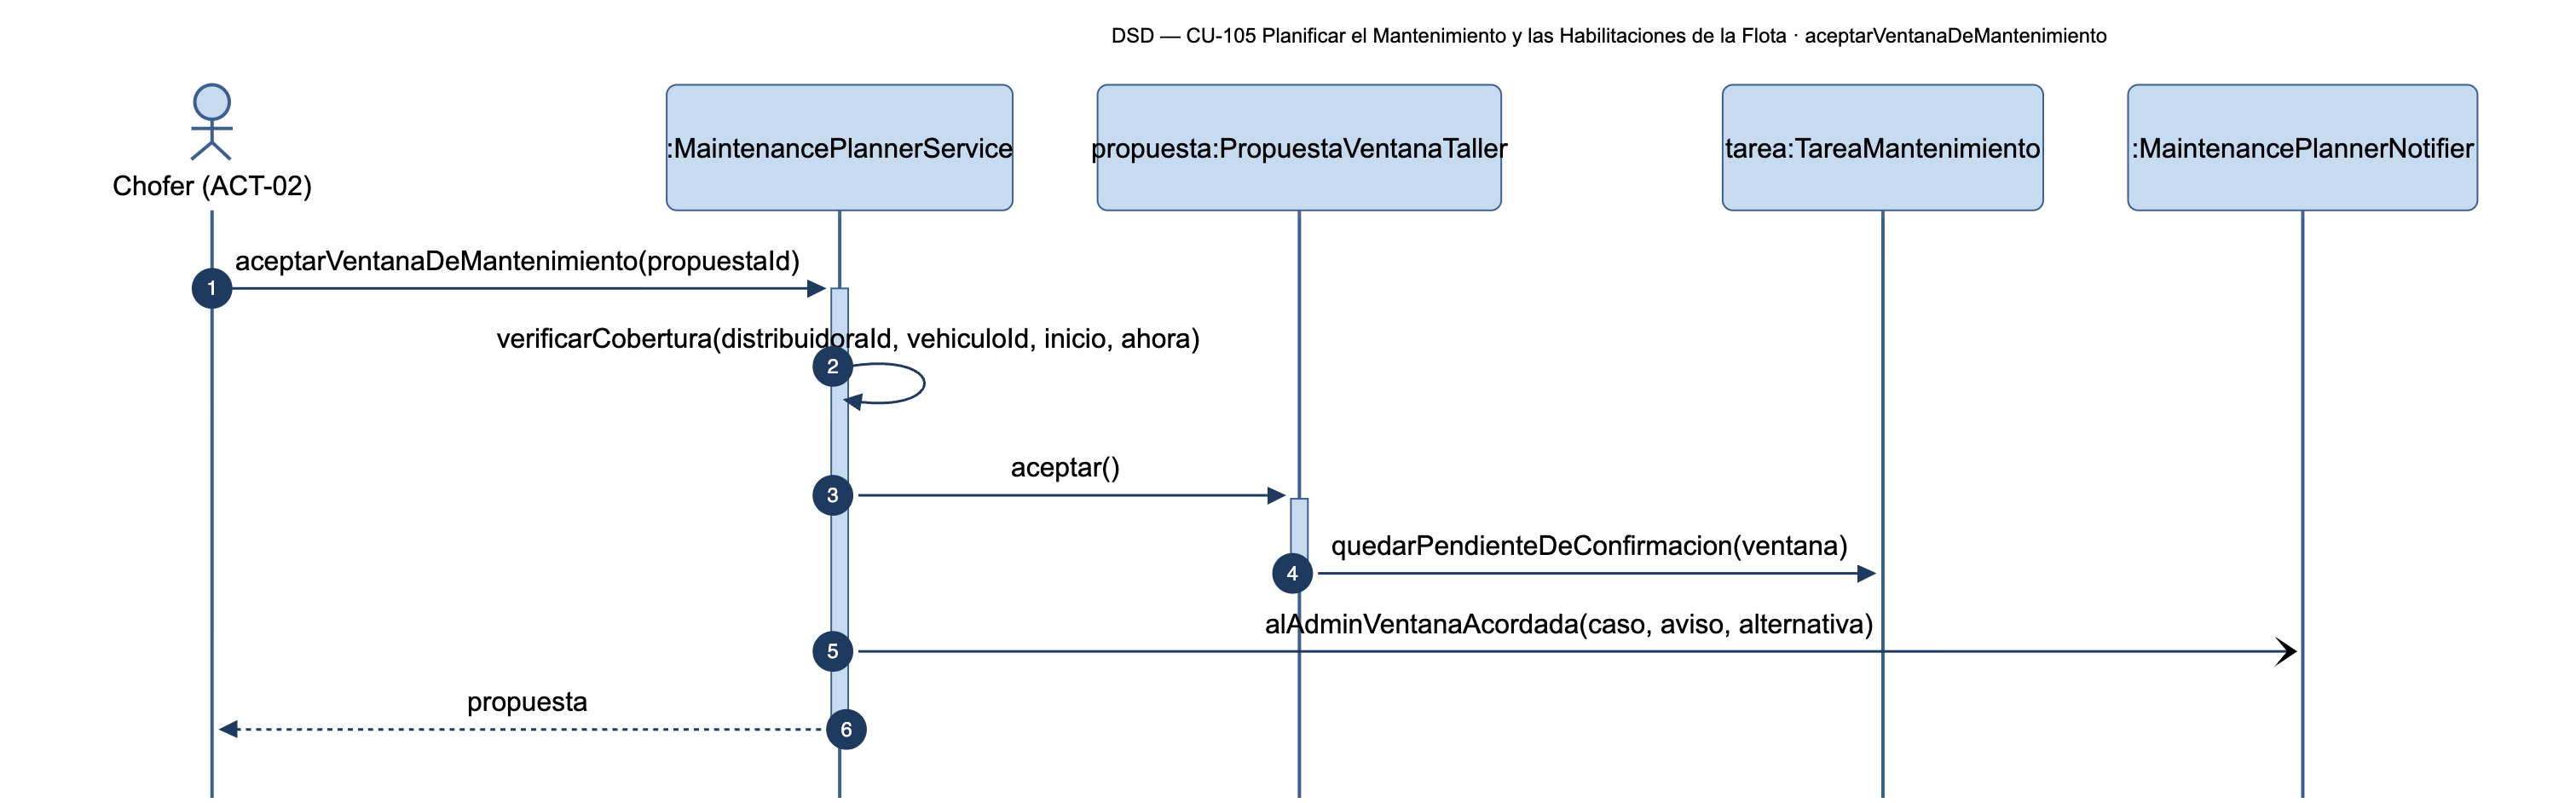 DSD — CU-105 Planificar el Mantenimiento y las Habilitaciones de la Flota · aceptarVentanaDeMantenimiento
Chofer (ACT-02)
:MaintenancePlannerService
propuesta:PropuestaVentanaTaller
tarea:TareaMantenimiento
:MaintenancePlannerNotifier
aceptarVentanaDeMantenimiento(propuestaId)
1
verificarCobertura(distribuidoraId, vehiculoId, inicio, ahora)
2
aceptar()
3
quedarPendienteDeConfirmacion(ventana)
4
alAdminVentanaAcordada(caso, aviso, alternativa)
5
propuesta
6